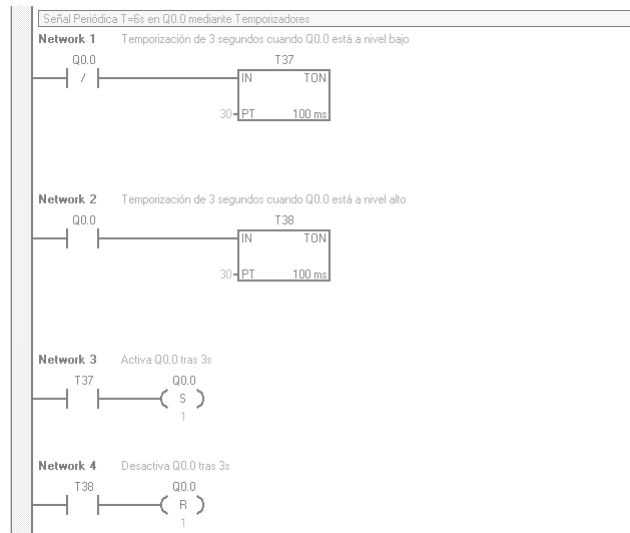 Señal Periódica T=6s en Q0.0 mediante Temporizadores
Network 1 Temporización de 3 segundos cuando Q0.0 está a nivel bajo
Q0.0 T37
/ IN TON
30 PT 100 ms
Network 2 Temporización de 3 segundos cuando Q0.0 está a nivel alto
Q0.0 T38
IN TON
30 PT 100 ms
Network 3 Activa Q0.0 tras 3s
T37 Q0.0
S
1
Network 4 Desactiva Q0.0 tras 3s
T38 Q0.0
R
1